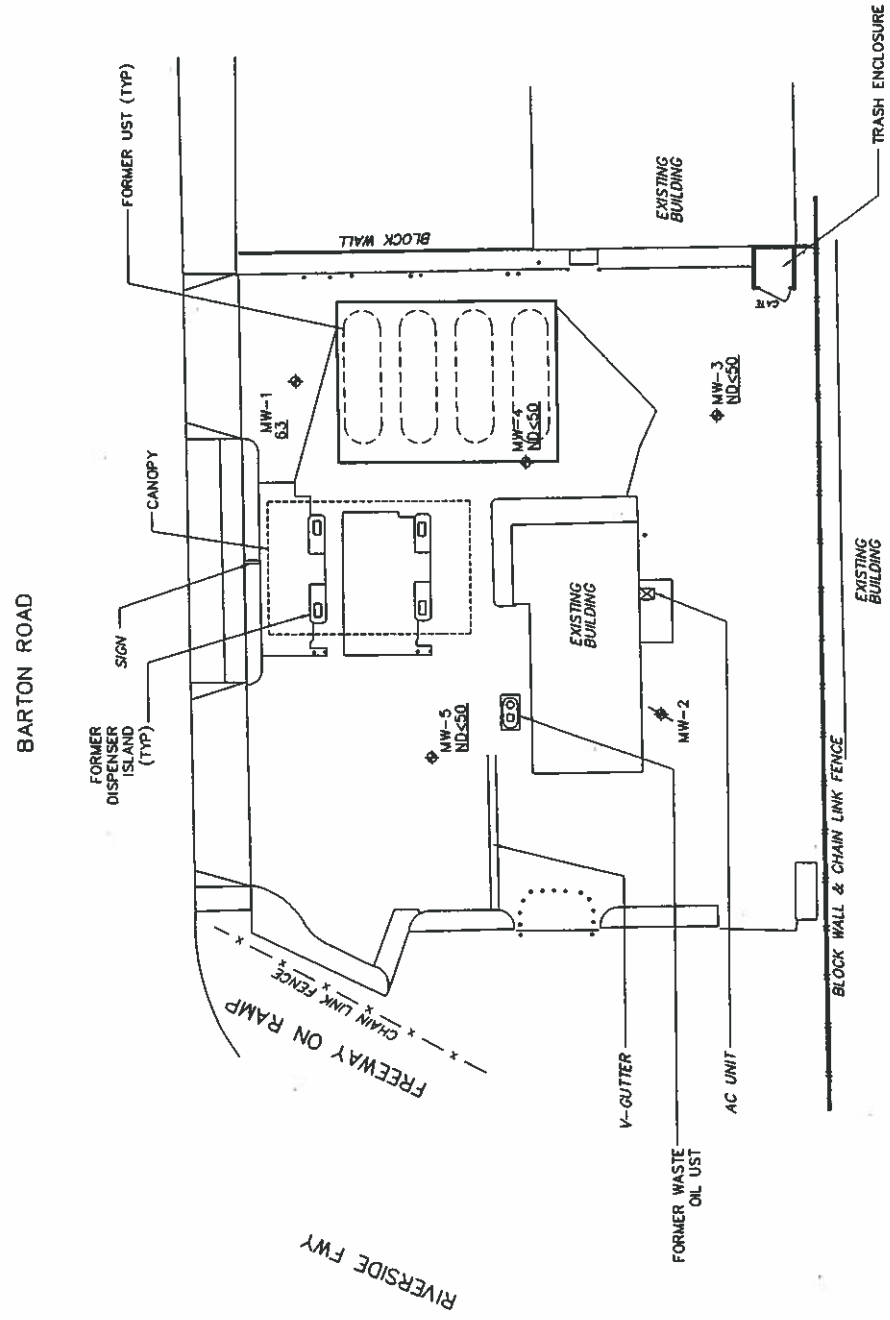 BARTON ROAD
FORMER UST (TYP)
CANOPY
SIGN
FORMER
DISPENSER
ISLAND
(TYP)
BLOCK WALL
EXISTING
BUILDING
TRASH ENCLOSURE
GATE
MW-1
63
MW-4
ND<50
MW-3
ND<50
MW-5
ND<50
EXISTING
BUILDING
MW-2
EXISTING
BUILDING
BLOCK WALL & CHAIN LINK FENCE
CHAIN LINK FENCE
FREEWAY ON RAMP
RIVERSIDE FWY
V-GUTTER
AC UNIT
FORMER WASTE
OIL UST